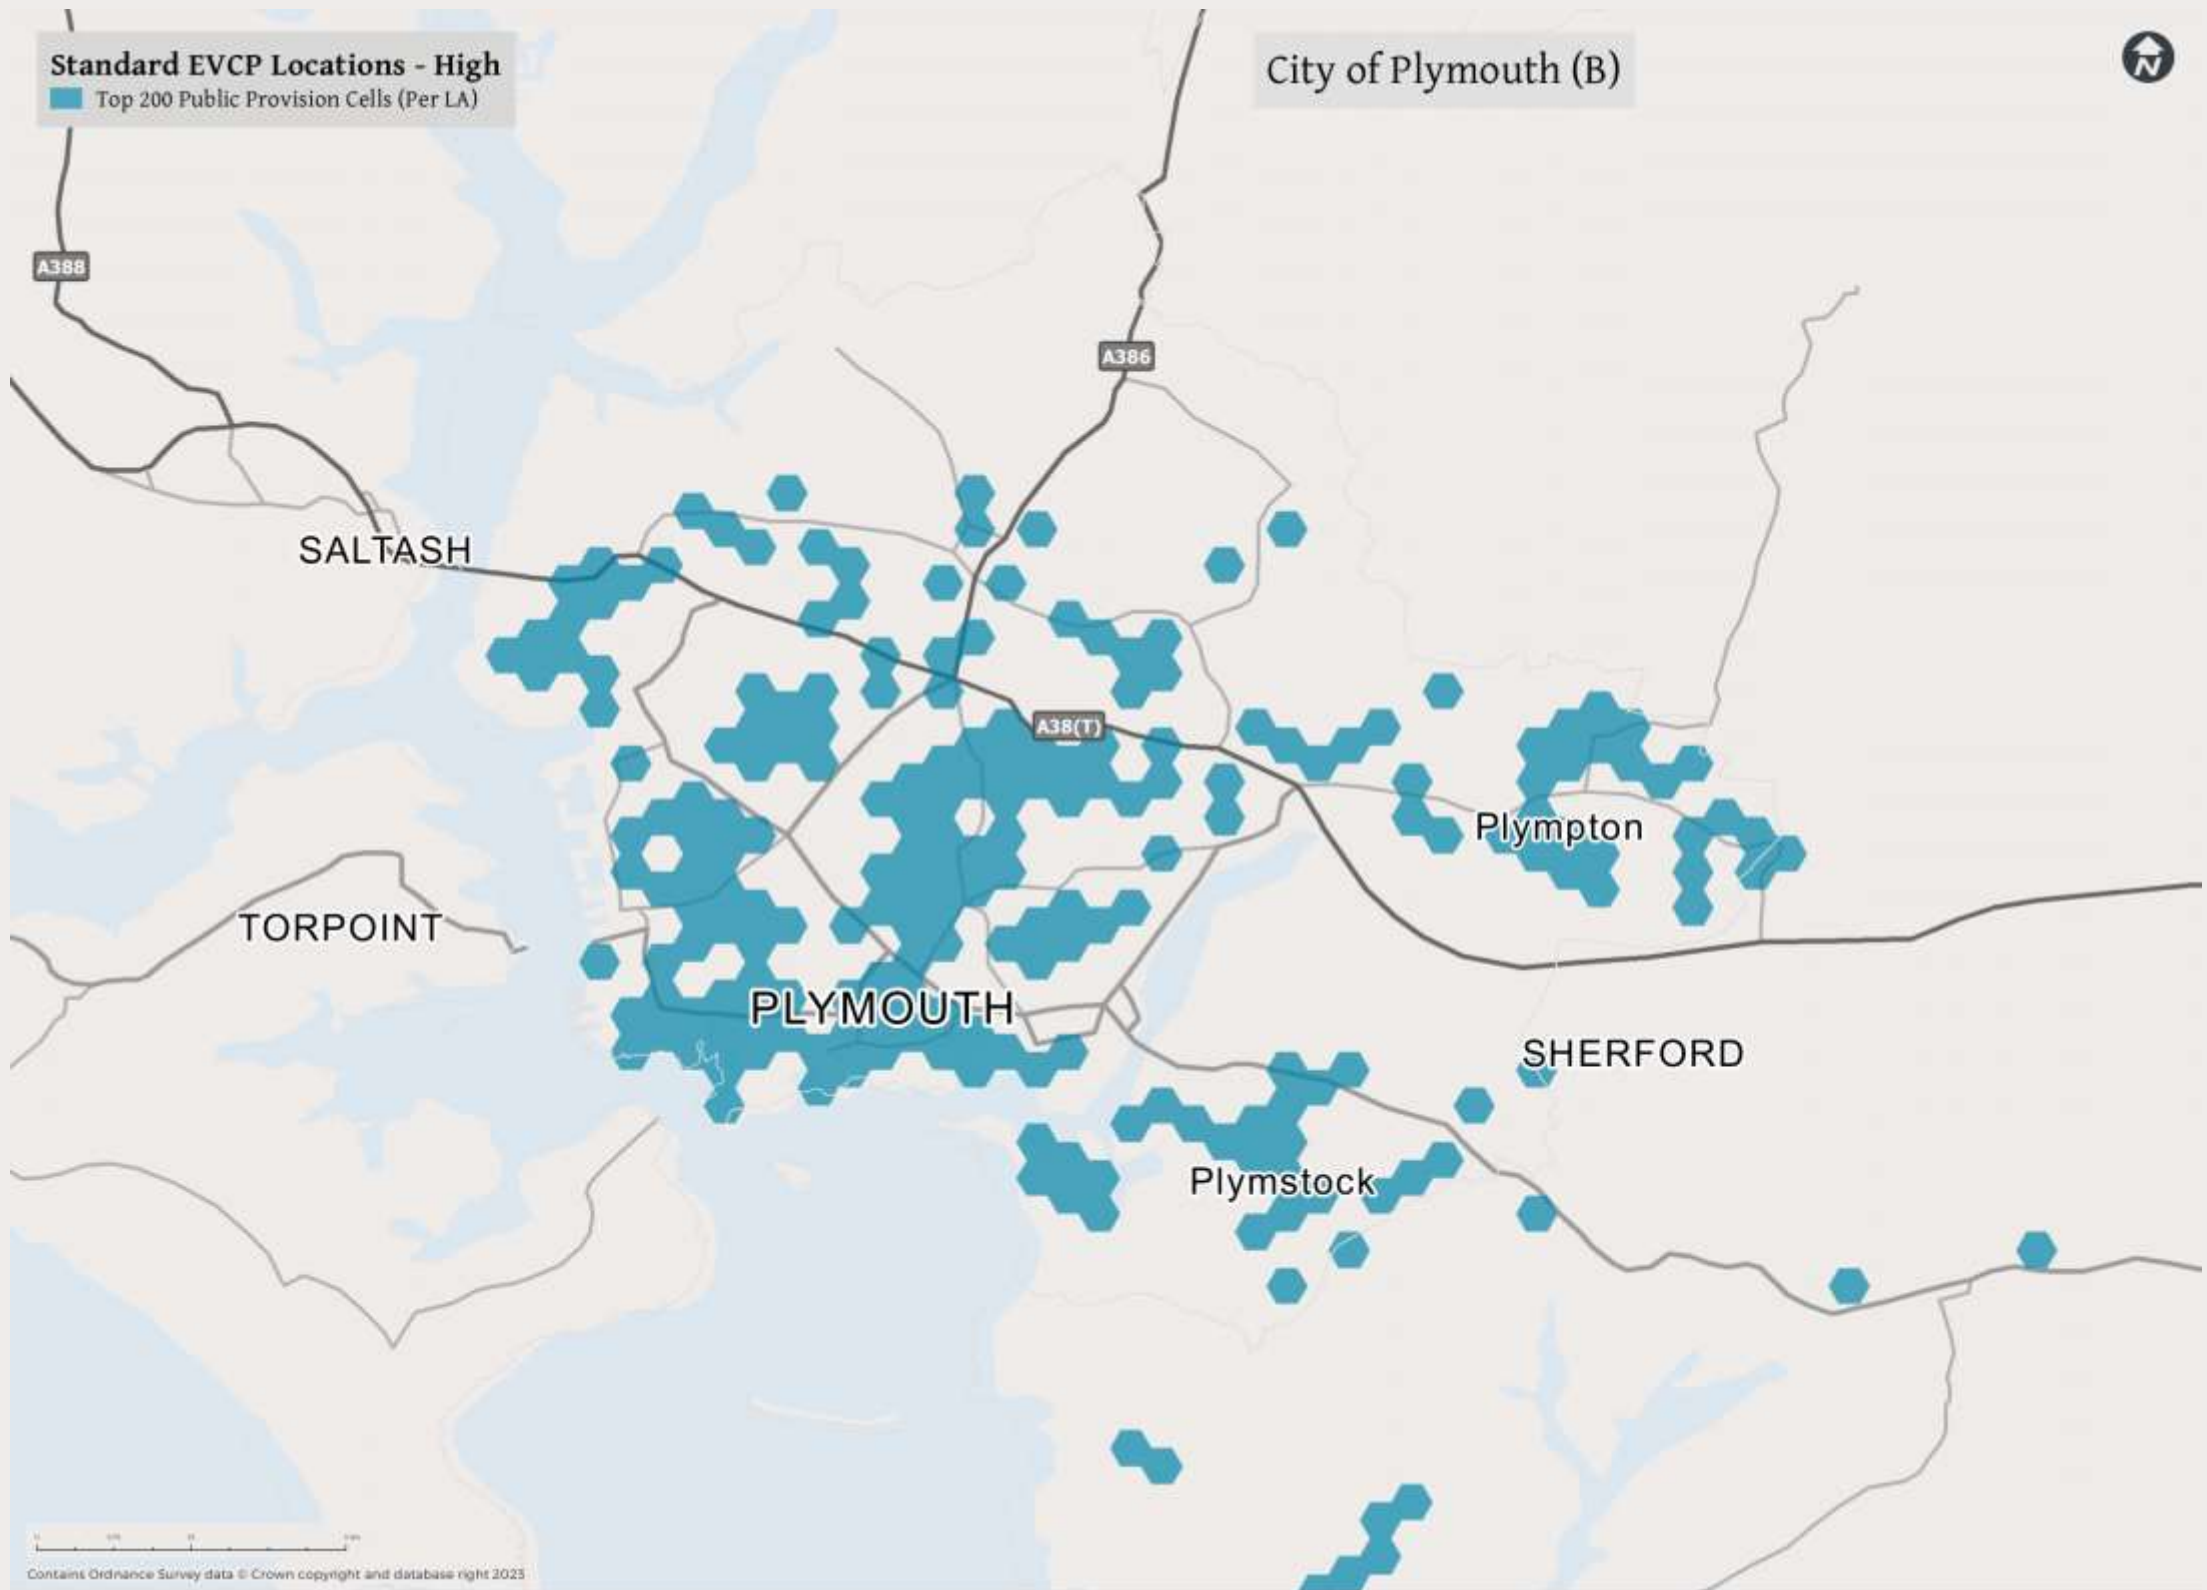 Standard EVCP Locations - High
Top 200 Public Provision Cells (Per LA)
City of Plymouth (B)
N
A388
A386
SALTASH
A38(T)
Plympton
TORPOINT
PLYMOUTH
SHERFORD
Plymstock
Contains Ordnance Survey data © Crown copyright and database right 2023